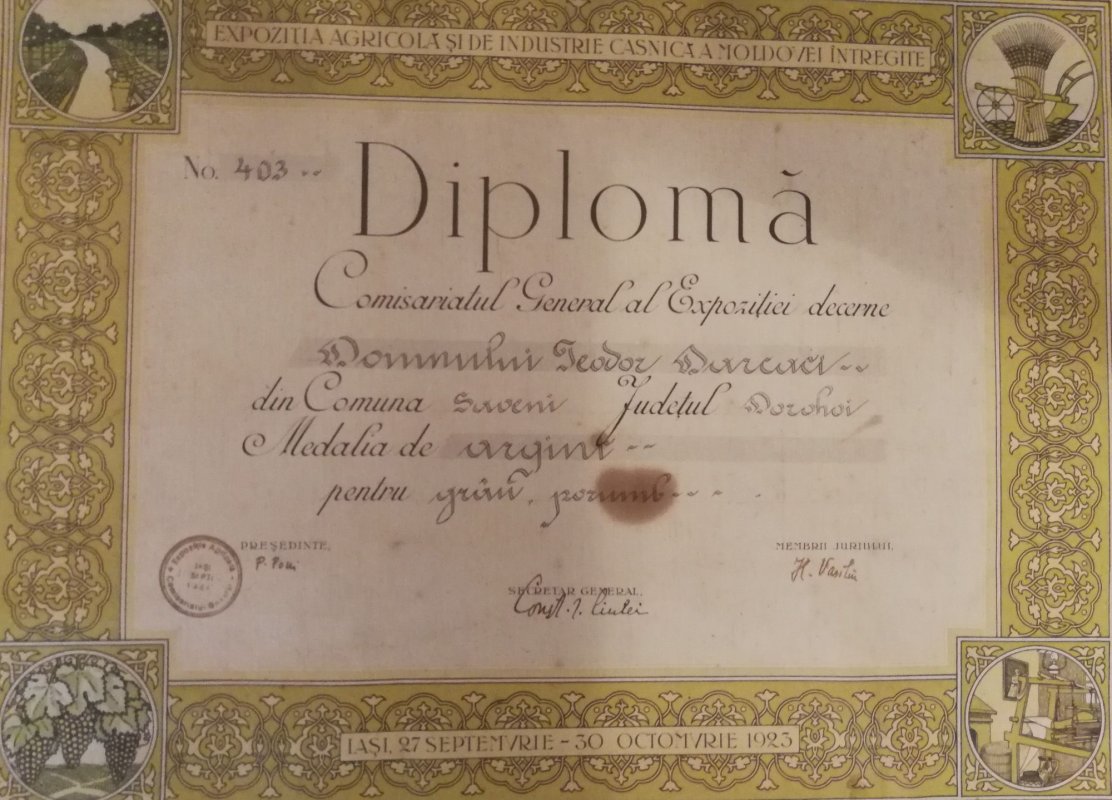 EXPOZIȚIA AGRICOLĂ ȘI DE INDUSTRIE CASNICĂ A MOLDOVEI ÎNTREGITE
No. 403
Diplomă
Comisariatul General al Expoziției decerne
Domnului Teodor
din Comuna Saveni Județul Dorohoi
Medalia de argint
pentru grâu, porumb
PREȘEDINTE,
MEMBRII JURIULUI,
P. Poni
H. Vasiliu
SECRETAR GENERAL,
IAȘI, 27 SEPTEMVRIE - 30 OCTOMVRIE 1923